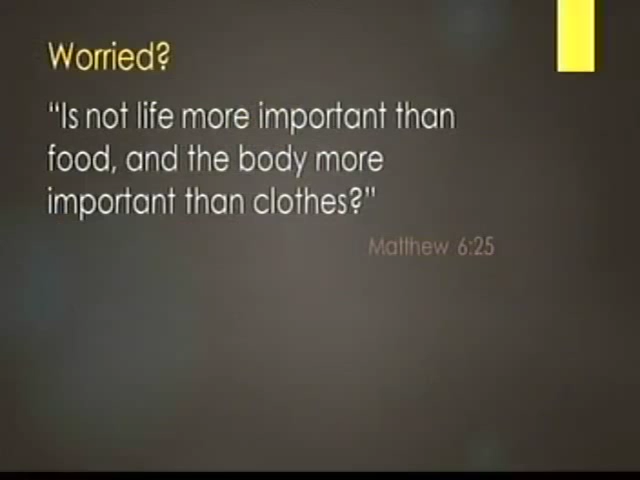 Worried?
“Is not life more important than
food, and the body more
important than clothes?”
Matthew 6:25